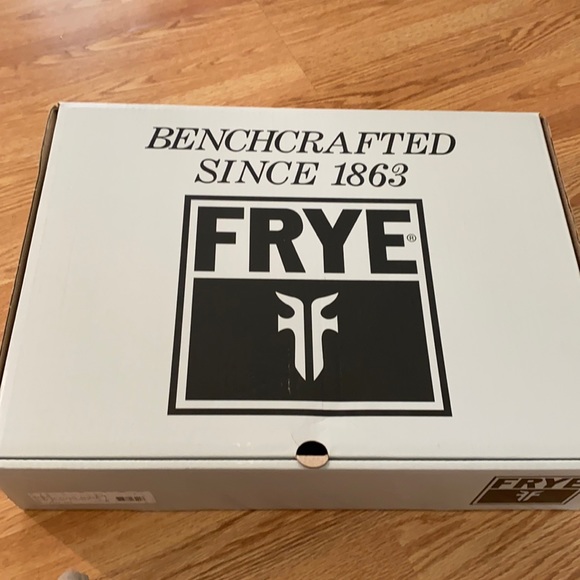 BENCHCRAFTED
SINCE 1863
FRYE®
FRYE